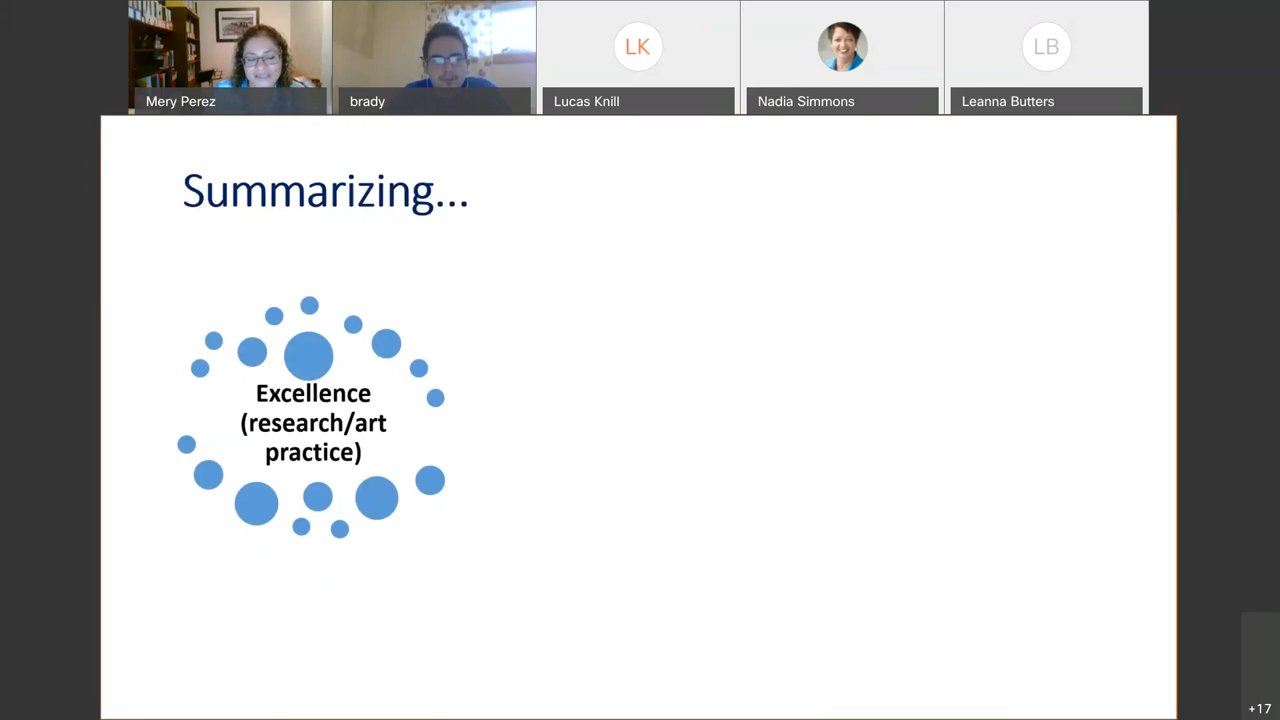 Mery Perez
brady
LK
Lucas Knill
Nadia Simmons
LB
Leanna Butters
Summarizing...
Excellence
(research/art
practice)
+17